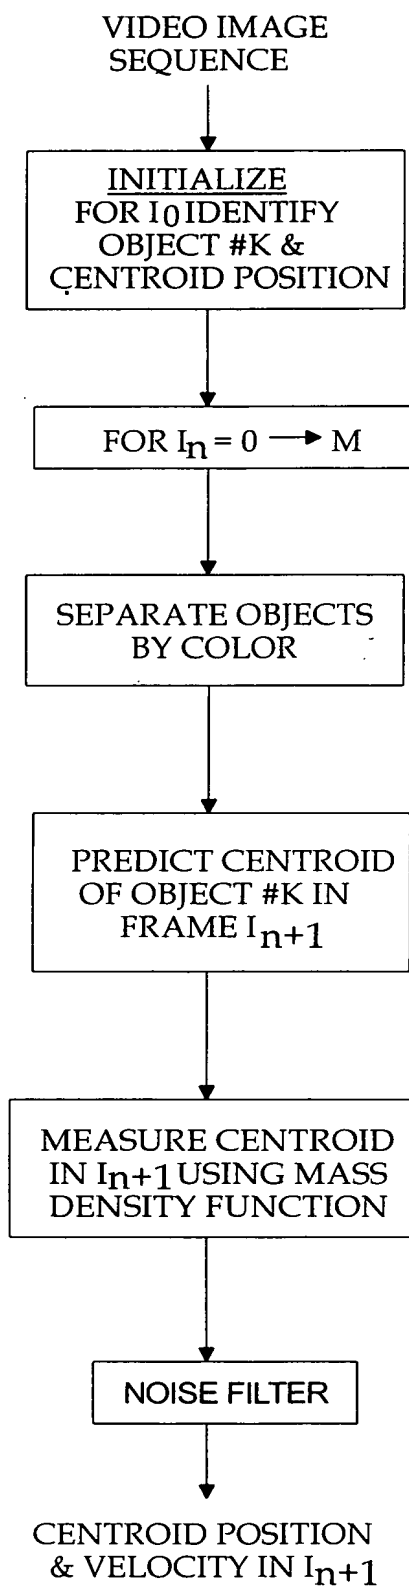 VIDEO IMAGE
SEQUENCE
INITIALIZE
FOR I0 IDENTIFY
OBJECT #K &
CENTROID POSITION
FOR In = 0 → M
SEPARATE OBJECTS
BY COLOR
PREDICT CENTROID
OF OBJECT #K IN
FRAME In+1
MEASURE CENTROID
IN In+1 USING MASS
DENSITY FUNCTION
NOISE FILTER
CENTROID POSITION
& VELOCITY IN In+1